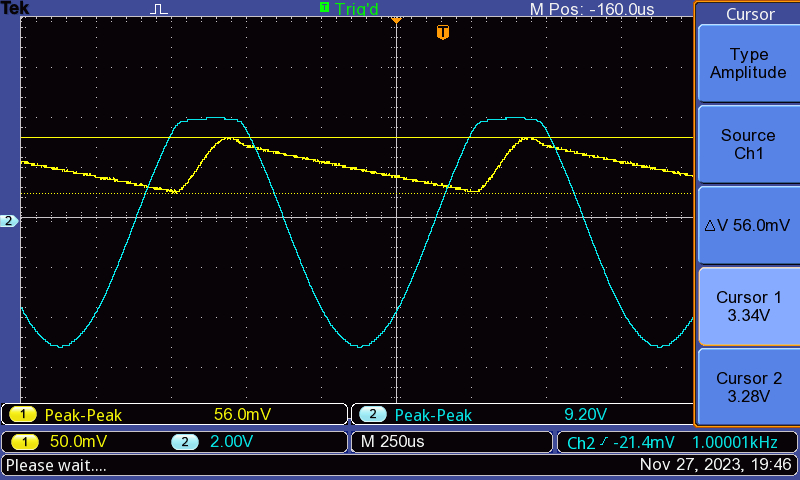 Tek T Trig'd M Pos: -160.0us Cursor
T
Type
Amplitude
Source
Ch1
2
△V 56.0mV
Cursor 1
3.34V
Cursor 2
3.28V
1 Peak-Peak 56.0mV 2 Peak-Peak 9.20V
1 50.0mV 2 2.00V M 250us Ch2 -21.4mV 1.00001kHz
Please wait.... Nov 27, 2023, 19:46